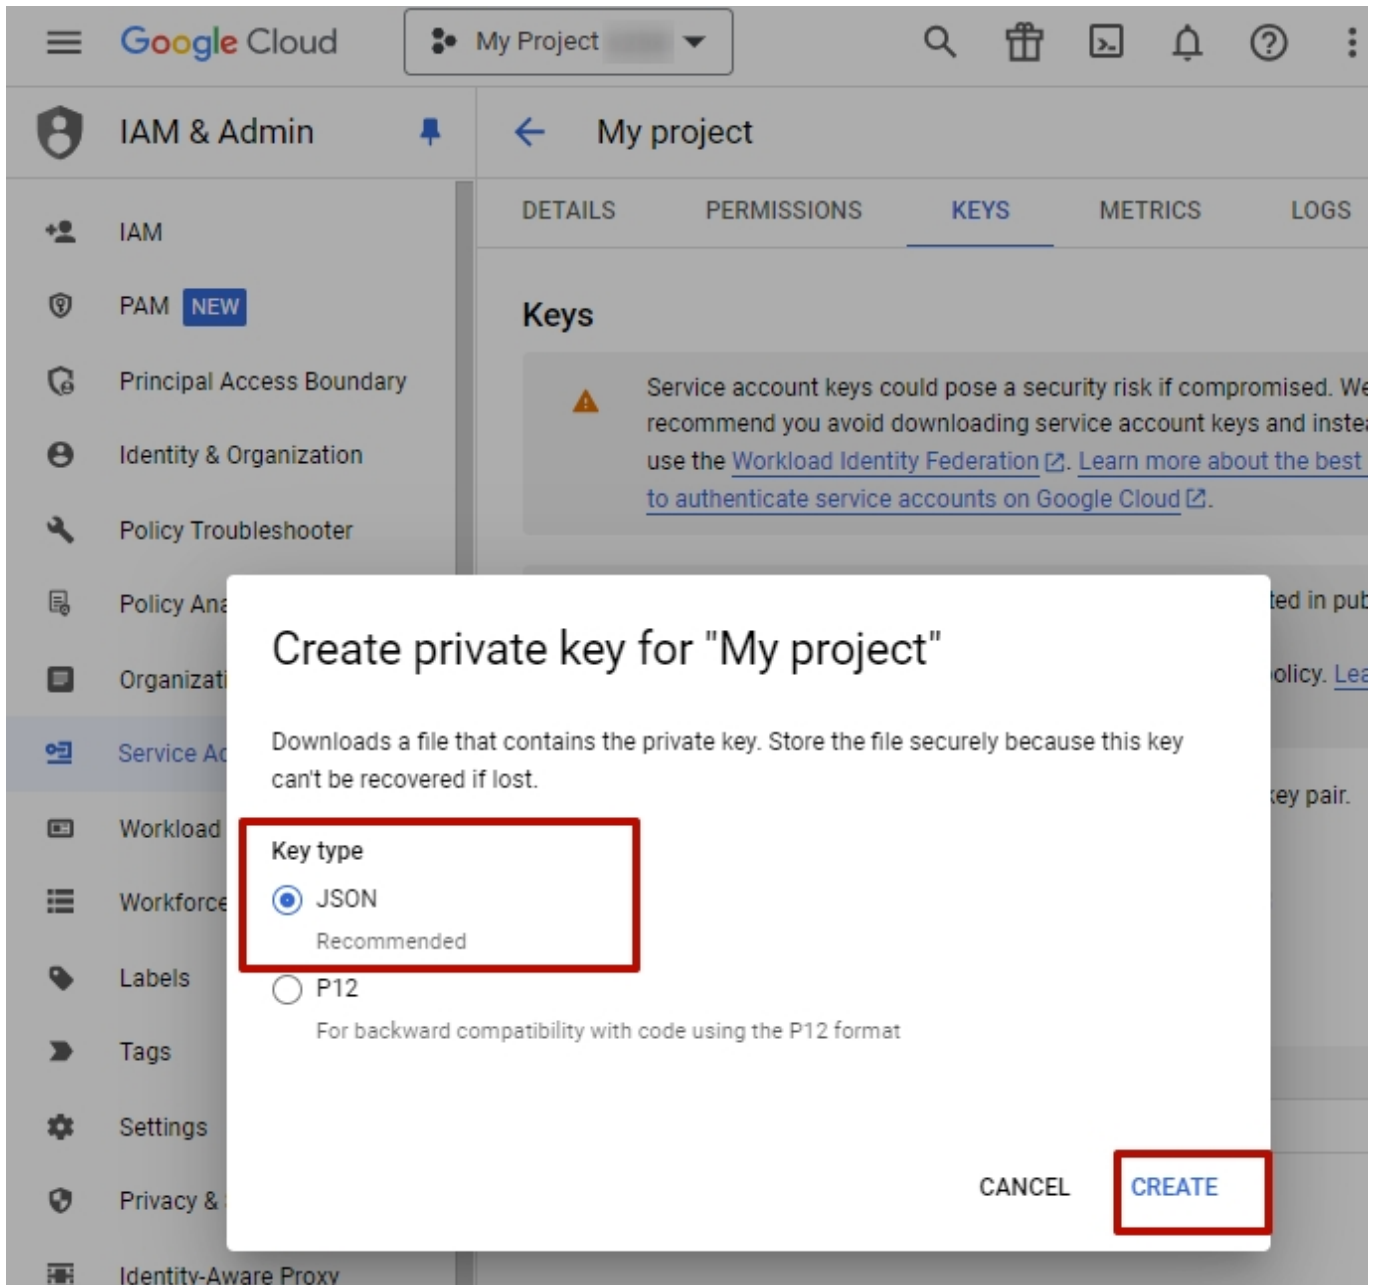 Google Cloud
My Project
IAM & Admin
My project
DETAILS PERMISSIONS KEYS METRICS LOGS
IAM
PAM NEW
Principal Access Boundary
Identity & Organization
Policy Troubleshooter
Policy Ana
Organizati
Service Ac
Workload
Workforce
Labels
Tags
Settings
Privacy &
Identity-Aware Proxy
Keys
Service account keys could pose a security risk if compromised. We
recommend you avoid downloading service account keys and instea
use the Workload Identity Federation. Learn more about the best
to authenticate service accounts on Google Cloud.
ted in pub
olicy. Lea
key pair.
Create private key for "My project"
Downloads a file that contains the private key. Store the file securely because this key
can't be recovered if lost.
Key type
JSON
Recommended
P12
For backward compatibility with code using the P12 format
CANCEL CREATE